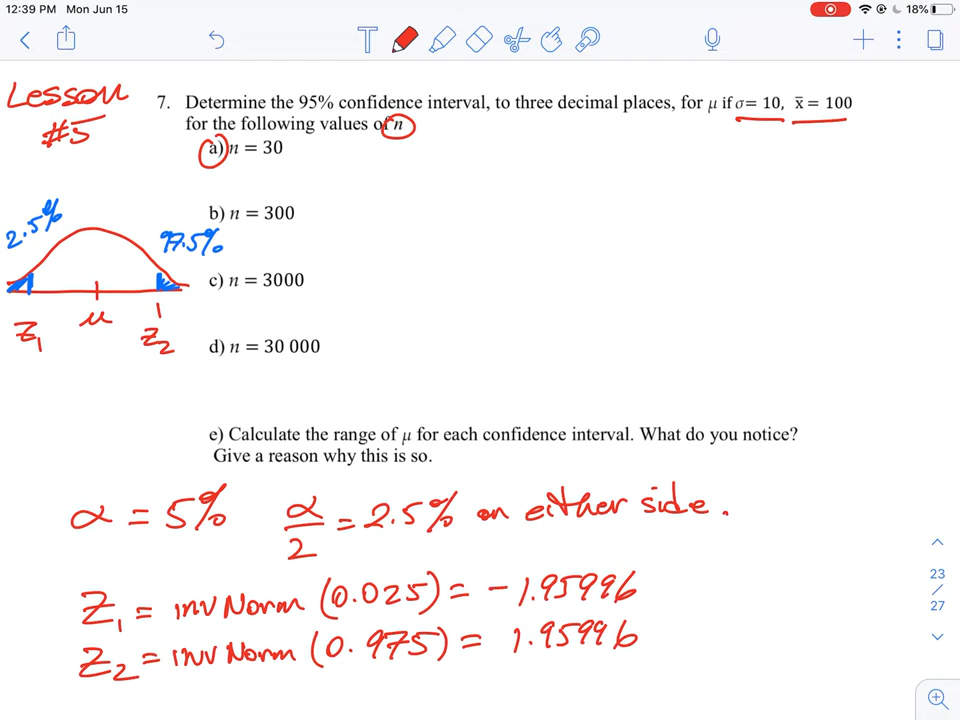 12:39 PM Mon Jun 15
18%
T
Lesson
#5
7. Determine the 95% confidence interval, to three decimal places, for μ if σ= 10, x̄ = 100
for the following values of n
a) n = 30
b) n = 300
2.5%
97.5%
c) n = 3000
Z₁
μ
Z₂
d) n = 30 000
e) Calculate the range of μ for each confidence interval. What do you notice?
Give a reason why this is so.
α = 5% α/2 = 2.5% on either side.
Z₁ = invNorm (0.025) = -1.95996
Z₂ = invNorm (0.975) = 1.95996
23
/
27